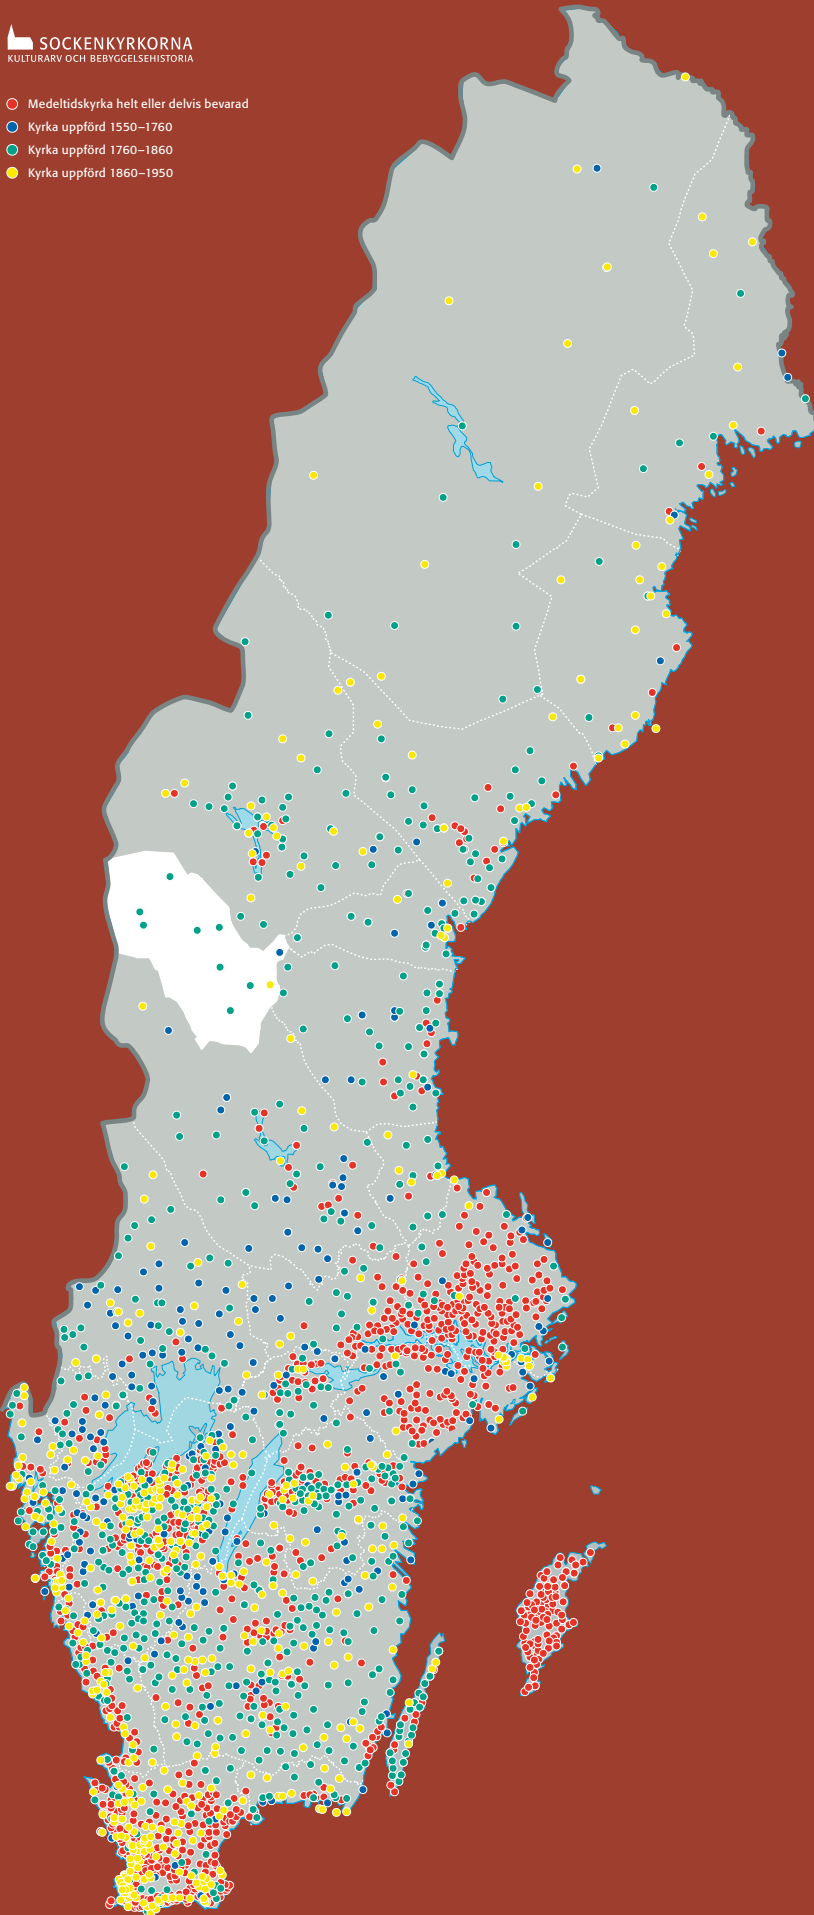 SOCKENKYRKORNA
KULTURARV OCH BEBYGGELSEHISTORIA
Medeltidskyrka helt eller delvis bevarad
Kyrka uppförd 1550–1760
Kyrka uppförd 1760–1860
Kyrka uppförd 1860–1950